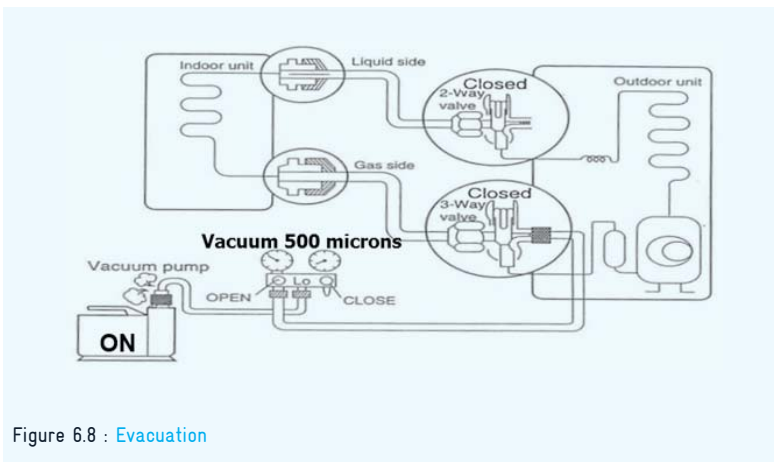 Indoor unit
Liquid side
Closed
2-Way
valve
Outdoor unit
Gas side
Closed
3-Way
valve
Vacuum 500 microns
Vacuum pump
Lo
OPEN
CLOSE
ON
Figure 6.8 : Evacuation